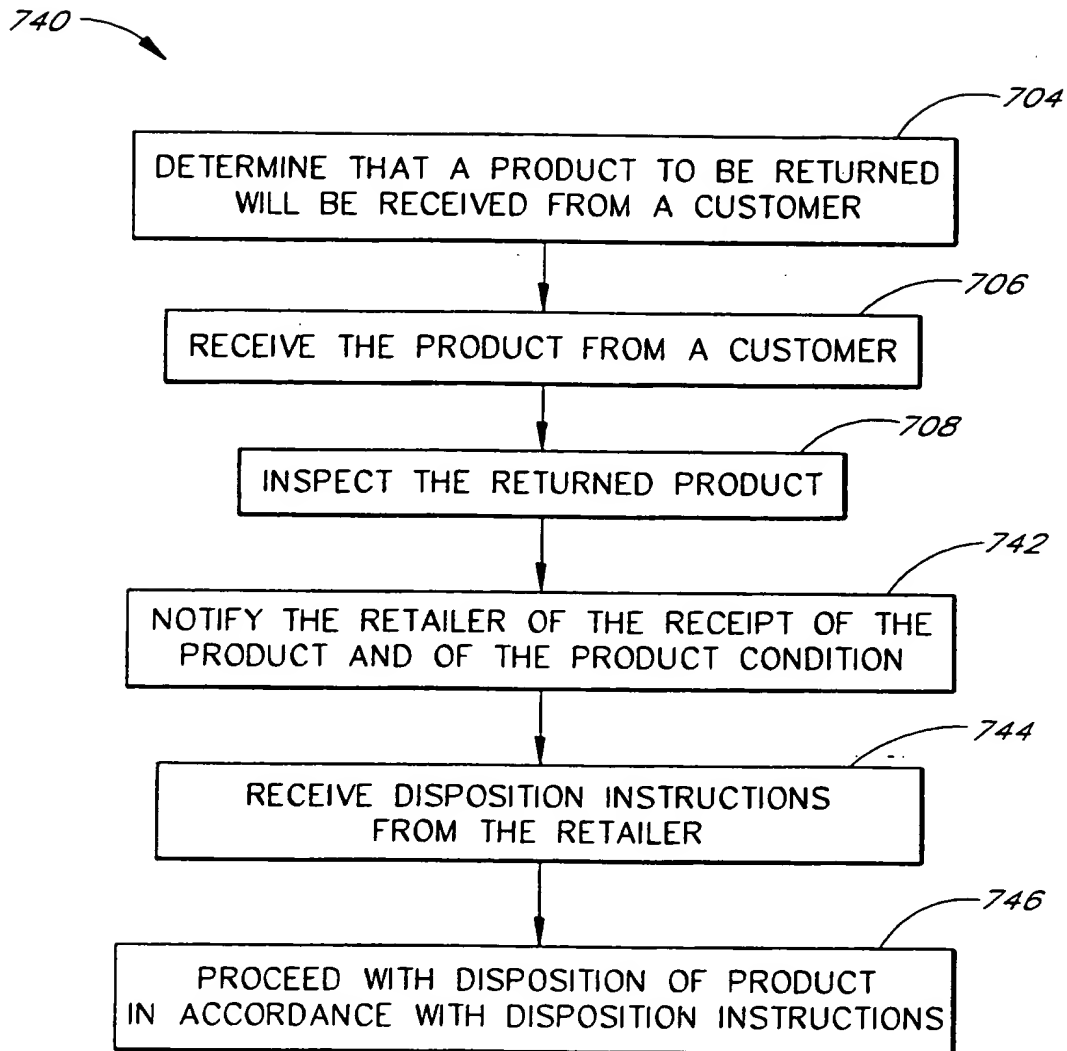 740
704
DETERMINE THAT A PRODUCT TO BE RETURNED
WILL BE RECEIVED FROM A CUSTOMER
706
RECEIVE THE PRODUCT FROM A CUSTOMER
708
INSPECT THE RETURNED PRODUCT
742
NOTIFY THE RETAILER OF THE RECEIPT OF THE
PRODUCT AND OF THE PRODUCT CONDITION
744
RECEIVE DISPOSITION INSTRUCTIONS
FROM THE RETAILER
746
PROCEED WITH DISPOSITION OF PRODUCT
IN ACCORDANCE WITH DISPOSITION INSTRUCTIONS